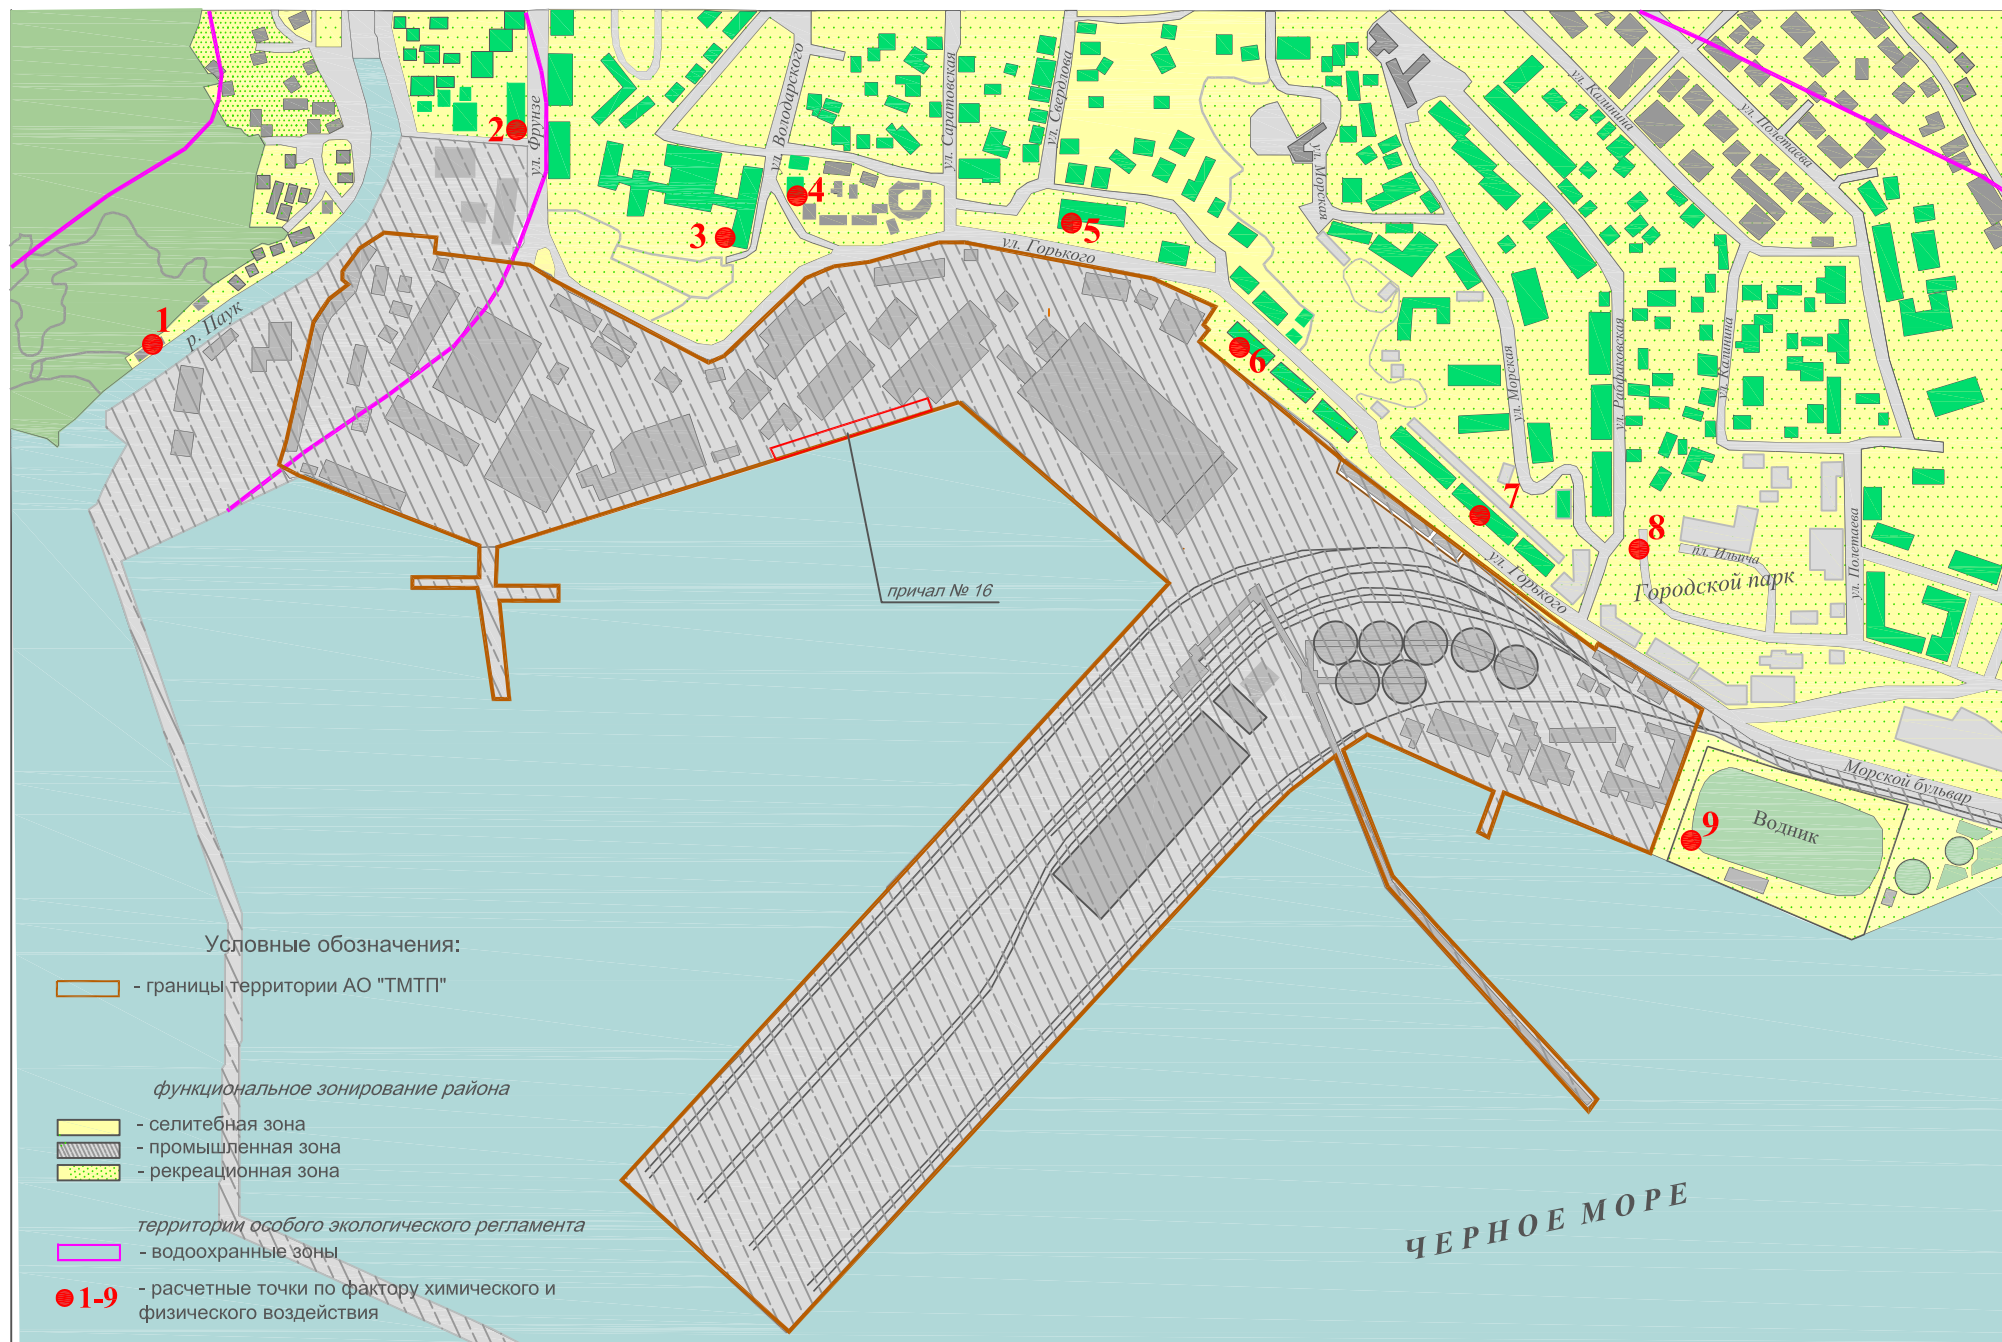 ул. Фрунзе
ул. Володарского
ул. Саратовская
ул. Свердлова
ул. Морская
ул. Калинина
ул. Полетаева
2
4
3
5
ул. Горького
1
р. Паук
6
ул. Морская
ул. Рафаковская
ул. Калинина
7
8
пл. Ильича
Городской парк
ул. Полетаева
ул. Горького
причал № 16
Морской бульвар
9
Водник
ЧЕРНОЕ МОРЕ
Условные обозначения:
- границы территории АО "ТМТП"
функциональное зонирование района
- селитебная зона
- промышленная зона
- рекреационная зона
территории особого экологического регламента
- водоохранные зоны
1-9 - расчетные точки по фактору химического и
физического воздействия